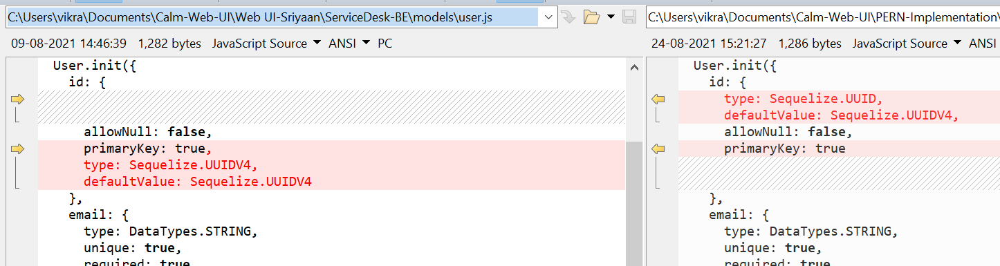 C:\Users\vikra\Documents\Calm-Web-UI\Web UI-Sriyaan\ServiceDesk-BE\models\user.js
09-08-2021 14:46:39 1,282 bytes JavaScript Source ANSI PC
User.init({
id: {
allowNull: false,
primaryKey: true,
type: Sequelize.UUIDV4,
defaultValue: Sequelize.UUIDV4
},
email: {
type: DataTypes.STRING,
unique: true,
required: true
C:\Users\vikra\Documents\Calm-Web-UI\PERN-Implementation\
24-08-2021 15:21:27 1,286 bytes JavaScript Source ANSI
User.init({
id: {
type: Sequelize.UUID,
defaultValue: Sequelize.UUIDV4,
allowNull: false,
primaryKey: true
},
email: {
type: DataTypes.STRING,
unique: true,
required: true